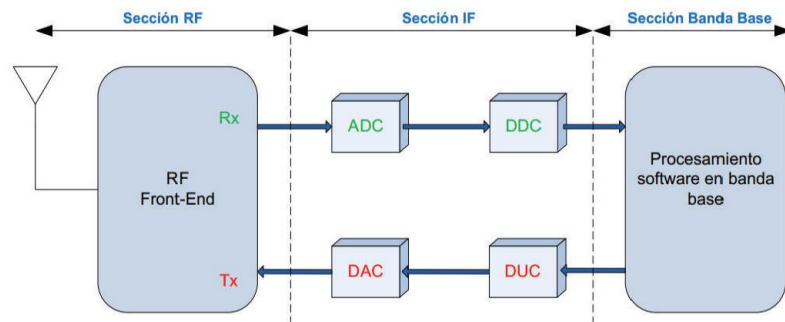 Sección RF
Sección IF
Sección Banda Base
Rx
ADC
DDC
RF
Front-End
Procesamiento
software en banda
base
Tx
DAC
DUC